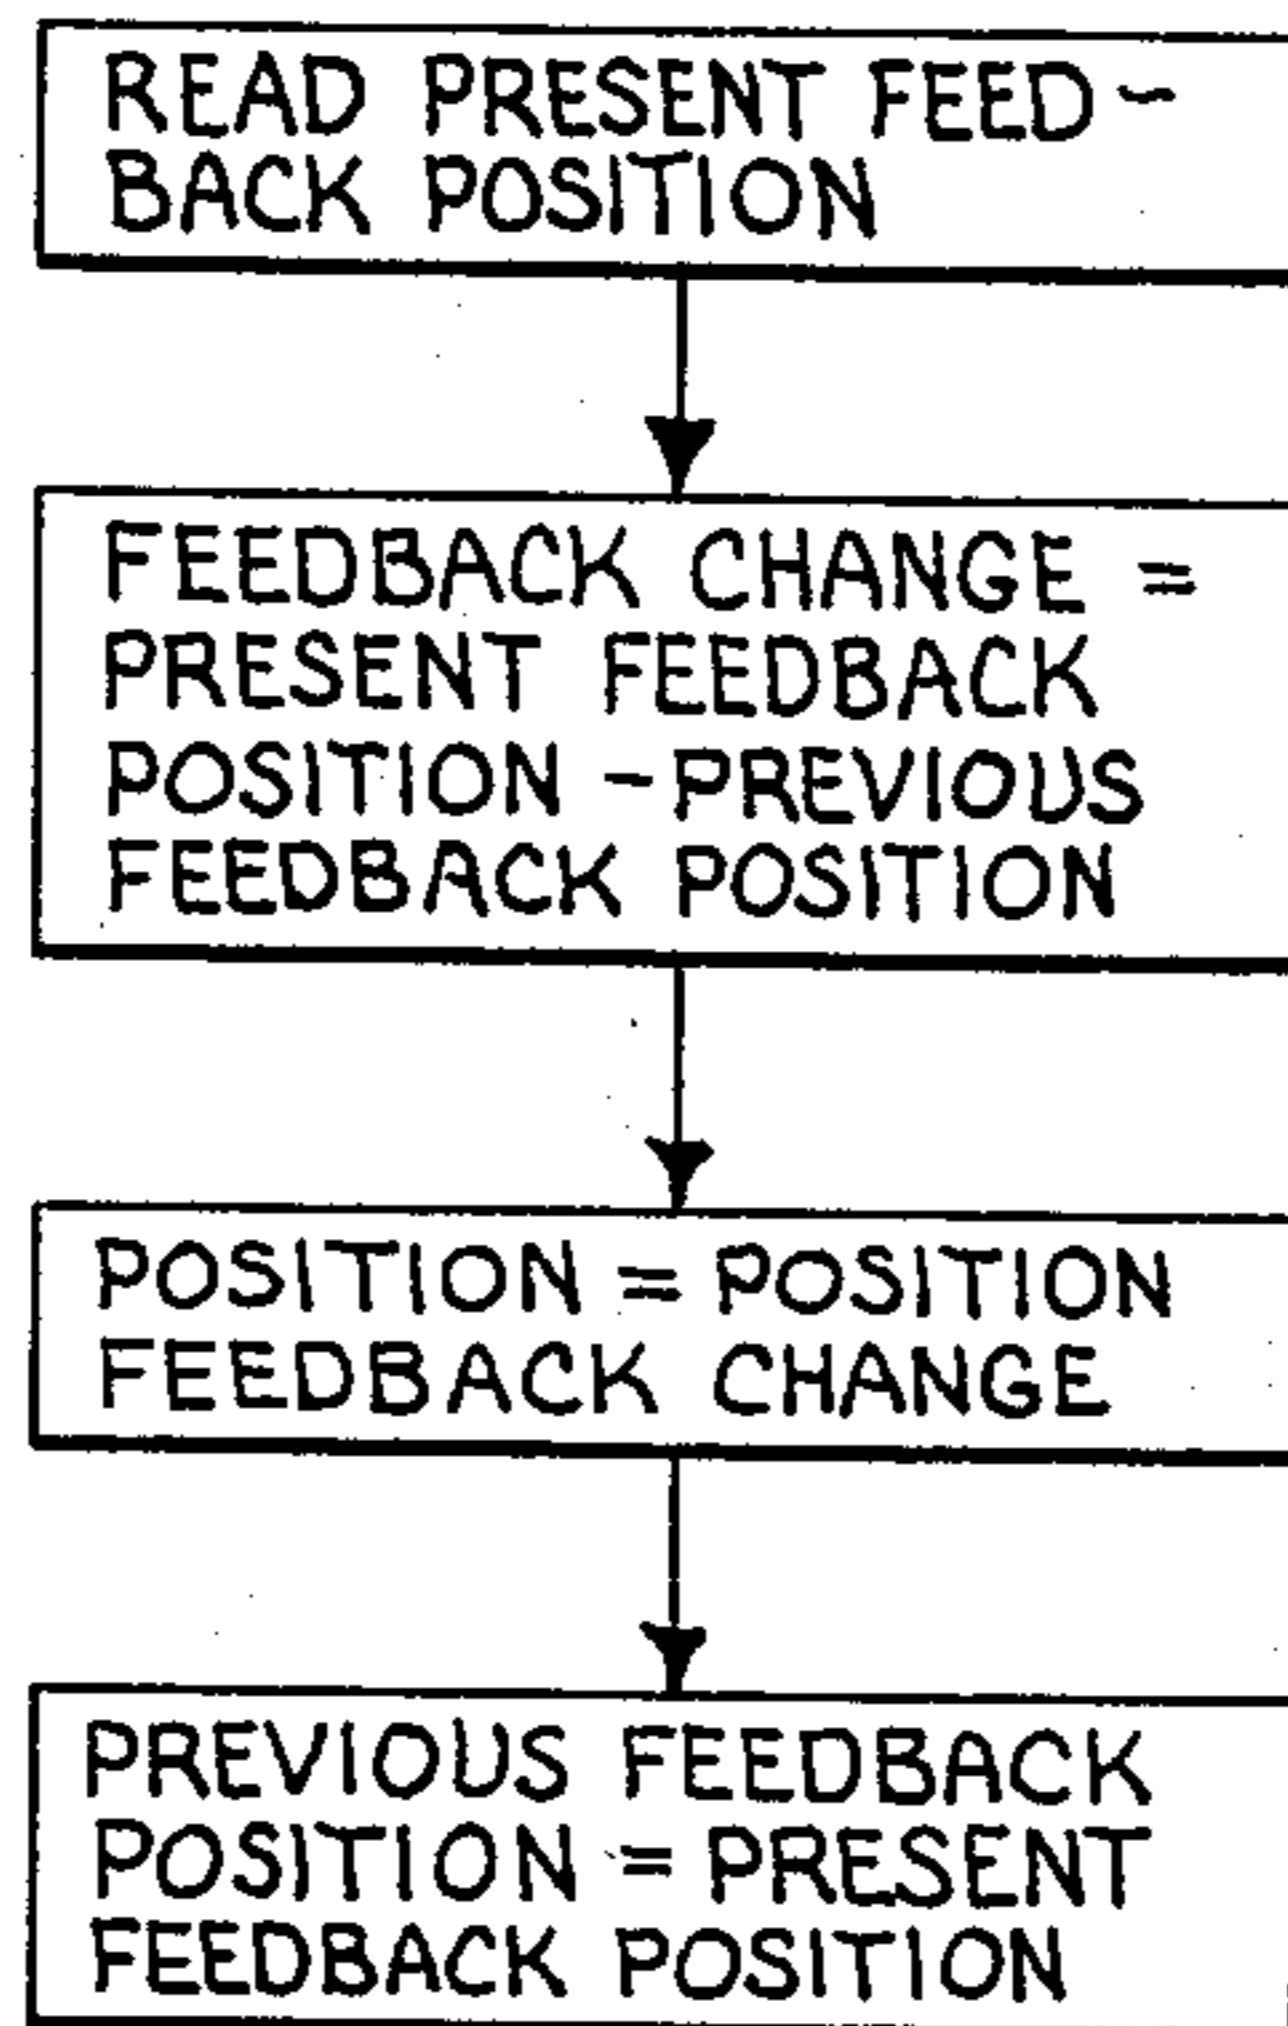 READ PRESENT FEED-
BACK POSITION
FEEDBACK CHANGE =
PRESENT FEEDBACK
POSITION - PREVIOUS
FEEDBACK POSITION
POSITION = POSITION
FEEDBACK CHANGE
PREVIOUS FEEDBACK
POSITION = PRESENT
FEEDBACK POSITION